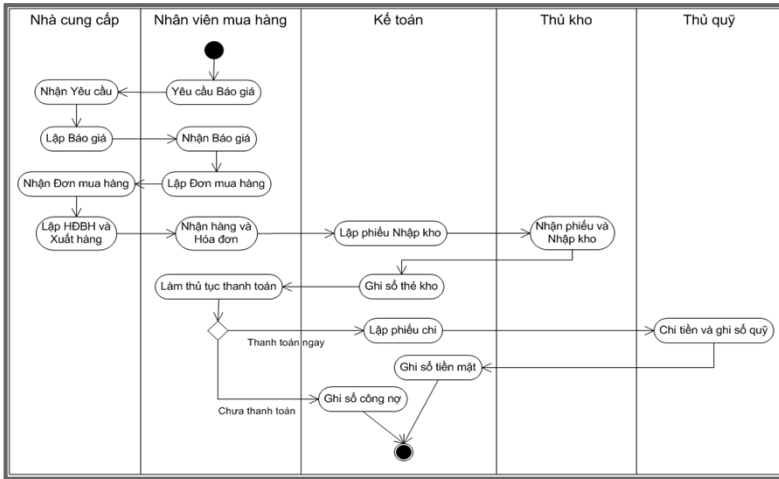 Nhà cung cấp
Nhân viên mua hàng
Kế toán
Thủ kho
Thủ quỹ
Nhận Yêu cầu
Yêu cầu Báo giá
Lập Báo giá
Nhận Báo giá
Nhận Đơn mua hàng
Lập Đơn mua hàng
Lập HĐBH và
Xuất hàng
Nhận hàng và
Hóa đơn
Lập phiếu Nhập kho
Nhận phiếu và
Nhập kho
Làm thủ tục thanh toán
Ghi sổ thẻ kho
Thanh toán ngay
Lập phiếu chi
Chi tiền và ghi sổ quỹ
Ghi sổ tiền mặt
Chưa thanh toán
Ghi sổ công nợ